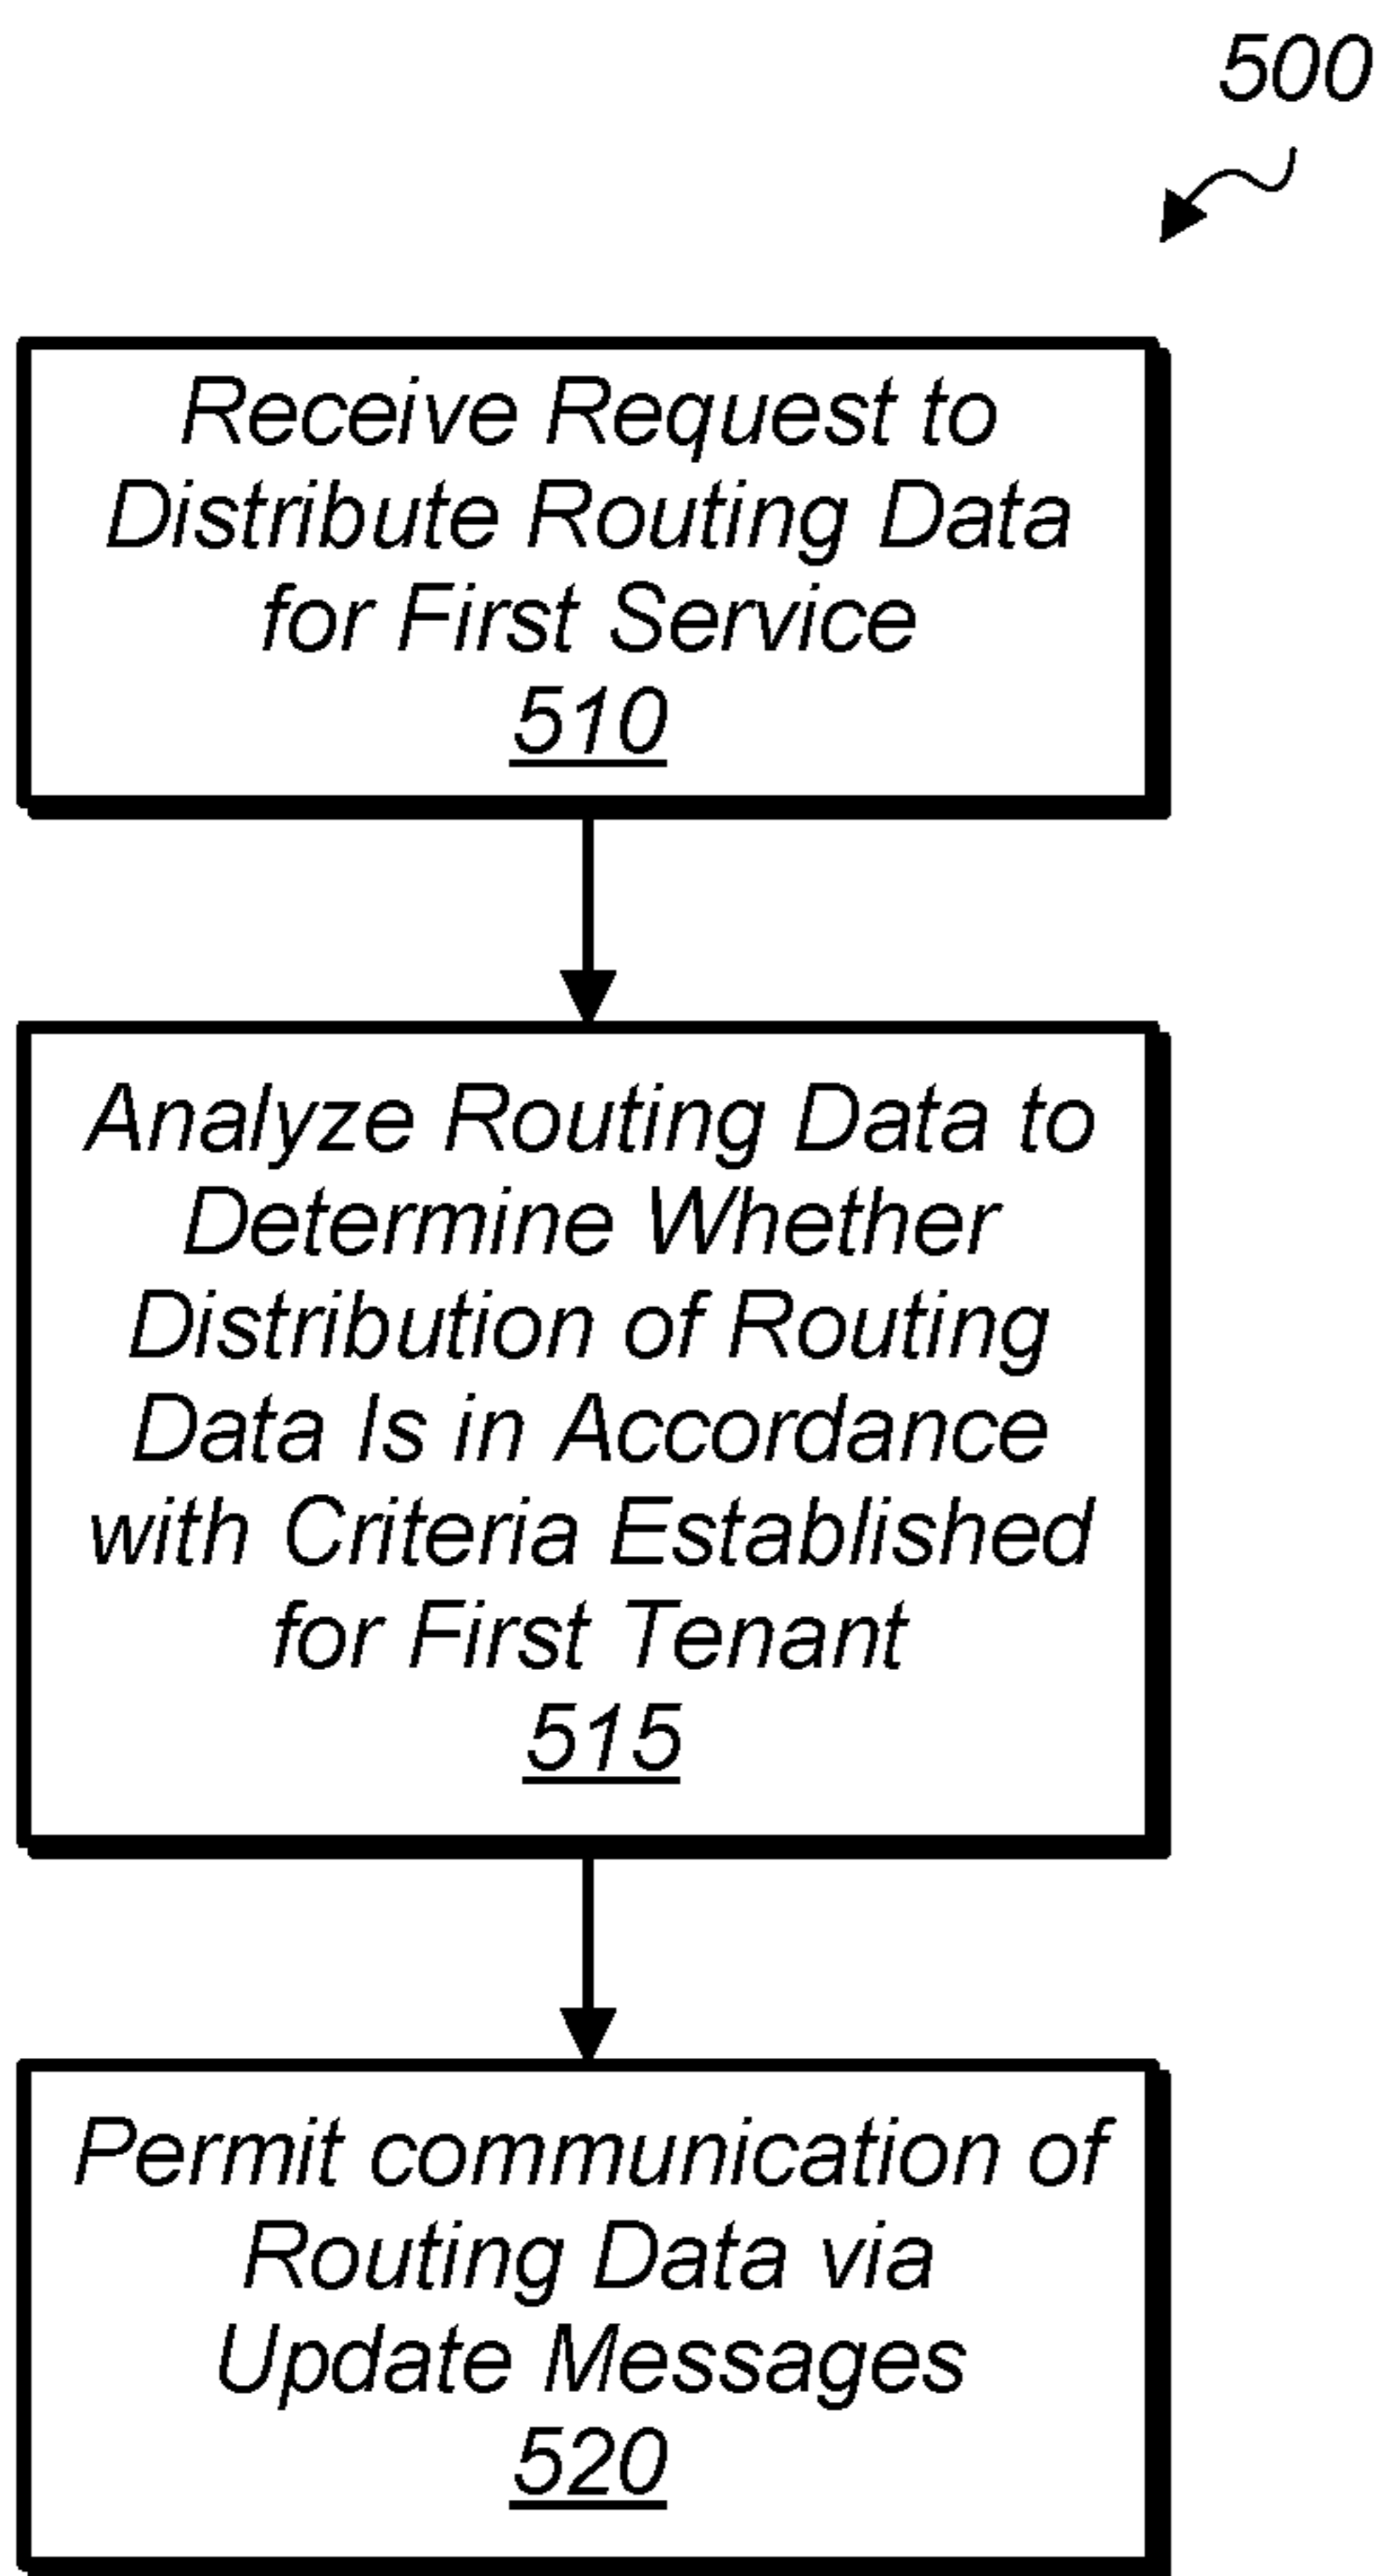 500
Receive Request to
Distribute Routing Data
for First Service
510
Analyze Routing Data to
Determine Whether
Distribution of Routing
Data Is in Accordance
with Criteria Established
for First Tenant
515
Permit communication of
Routing Data via
Update Messages
520